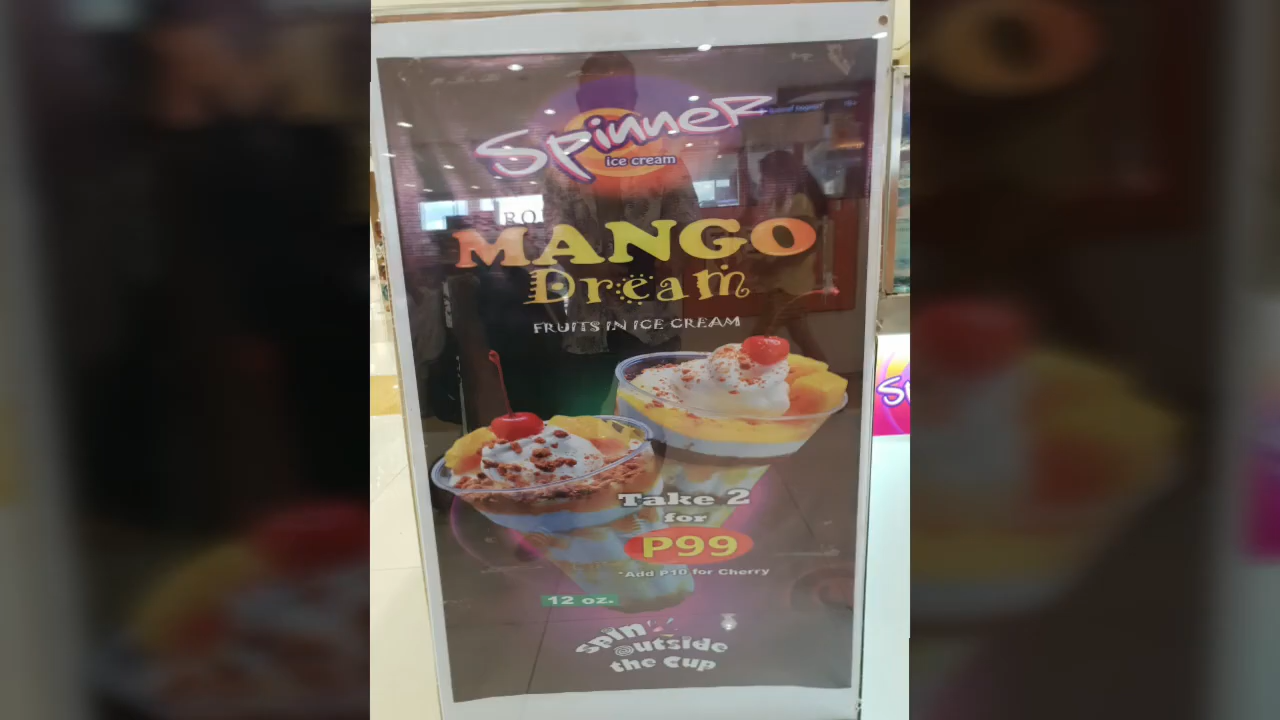 Spinner
ice cream
MANGO
Dream
FRUITS IN ICE CREAM
Take 2
for
P99
*Add P10 for Cherry
12 oz.
Spin
outside
the Cup